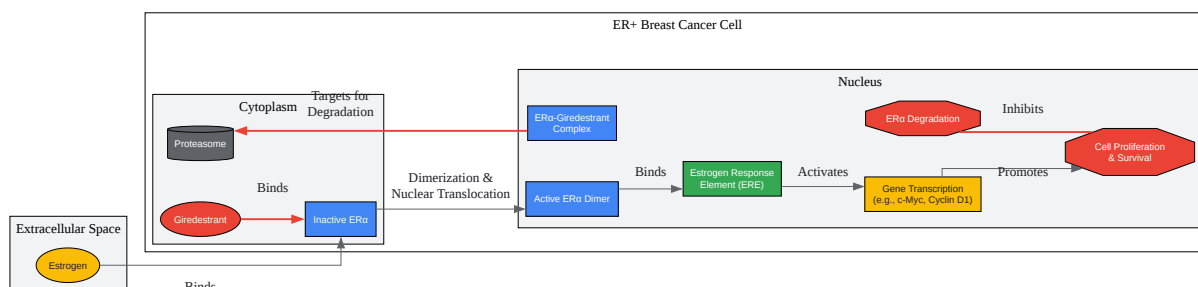 ER+ Breast Cancer Cell
Nucleus
Cytoplasm
Targets for
Degradation
Proteasome
ERα-Giredestrant
Complex
ERα Degradation
Inhibits
Cell Proliferation
& Survival
Binds
Dimerization &
Nuclear Translocation
Binds
Estrogen Response
Element (ERE)
Activates
Gene Transcription
(e.g., c-Myc, Cyclin D1)
Promotes
Giredestrant
Inactive ERα
Active ERα Dimer
Extracellular Space
Estrogen
Binds